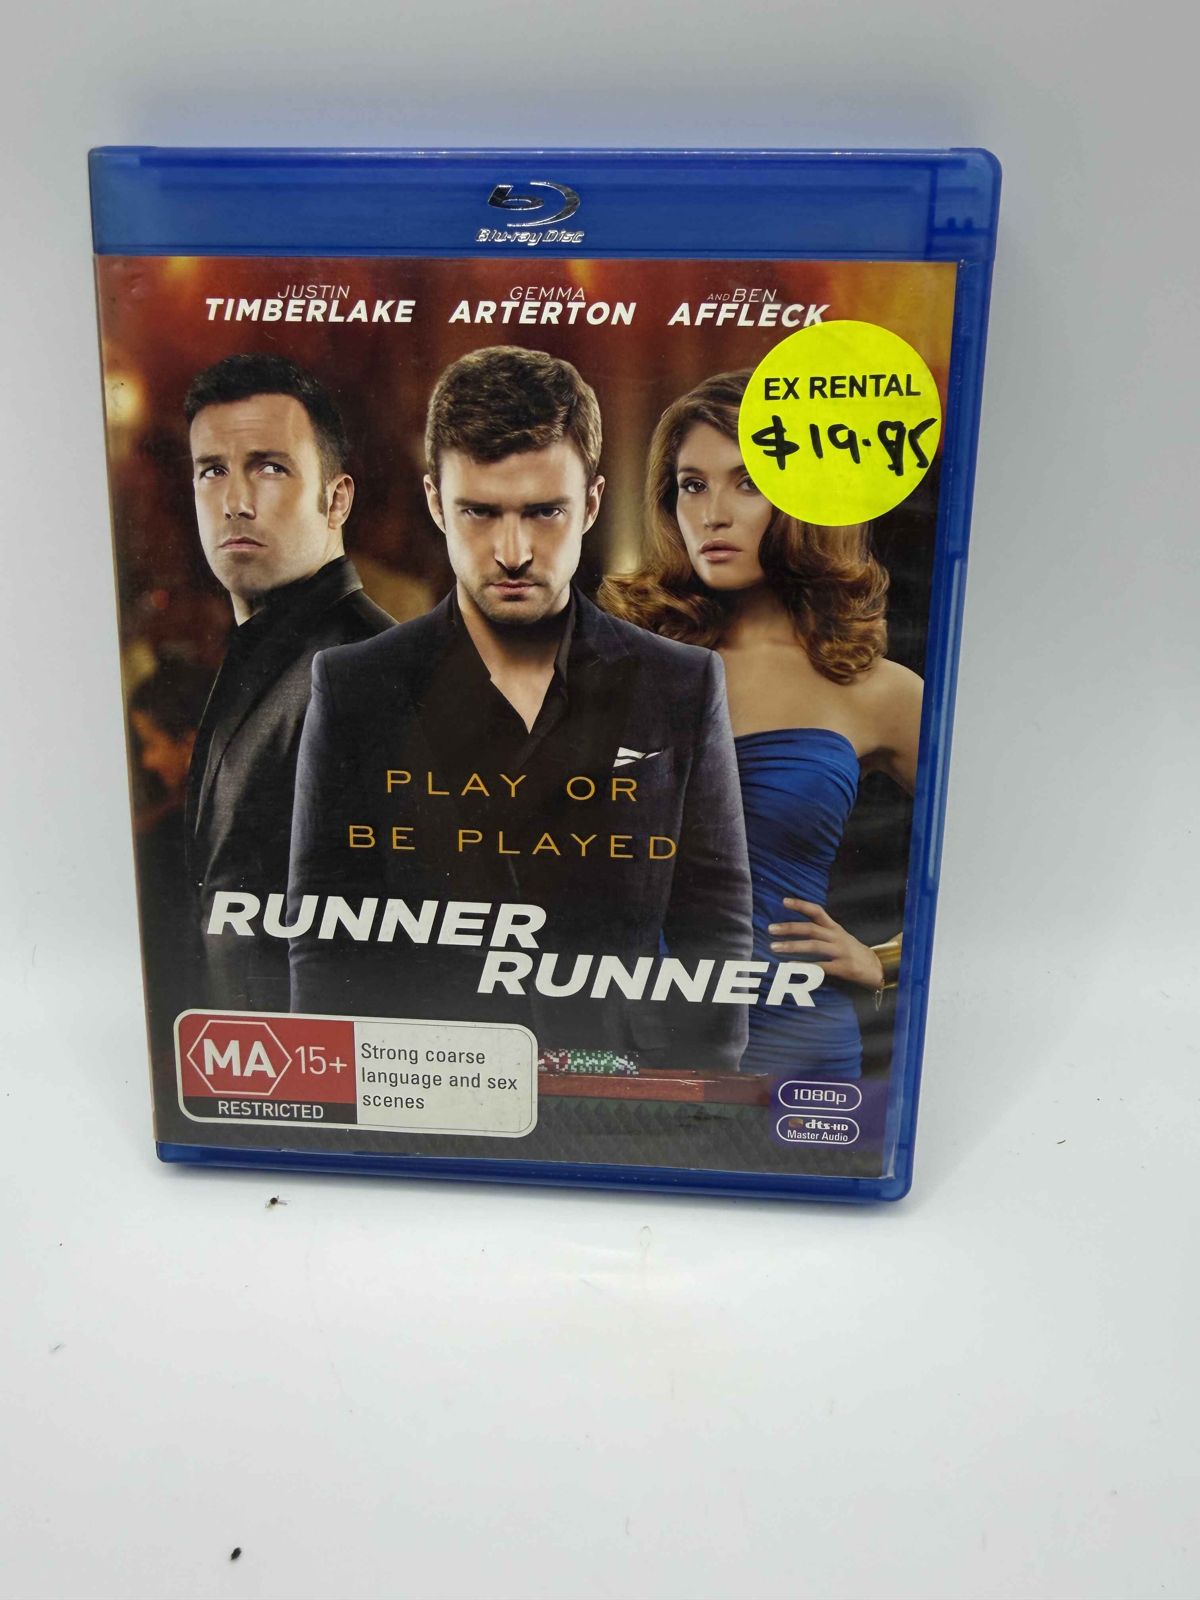 Blu-ray Disc
JUSTIN
TIMBERLAKE
GEMMA
ARTERTON
AND BEN
AFFLECK
EX RENTAL
$19.95
PLAY OR
BE PLAYED
RUNNER
RUNNER
MA 15+
RESTRICTED
Strong coarse
language and sex
scenes
1080p
dts-HD
Master Audio